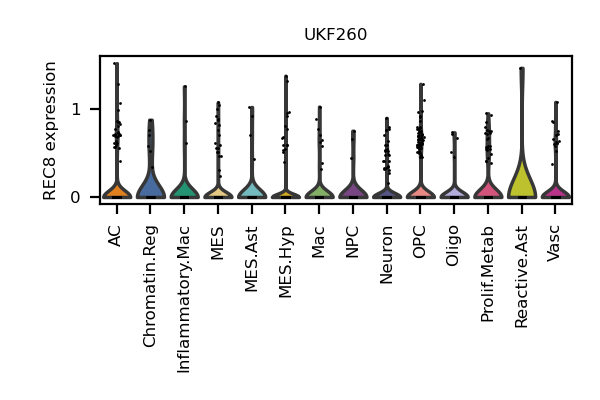 UKF260
REC8 expression
1
0
AC
Chromatin.Reg
Inflammatory.Mac
MES
MES.Ast
MES.Hyp
Mac
NPC
Neuron
OPC
Oligo
Prolif.Metab
Reactive.Ast
Vasc